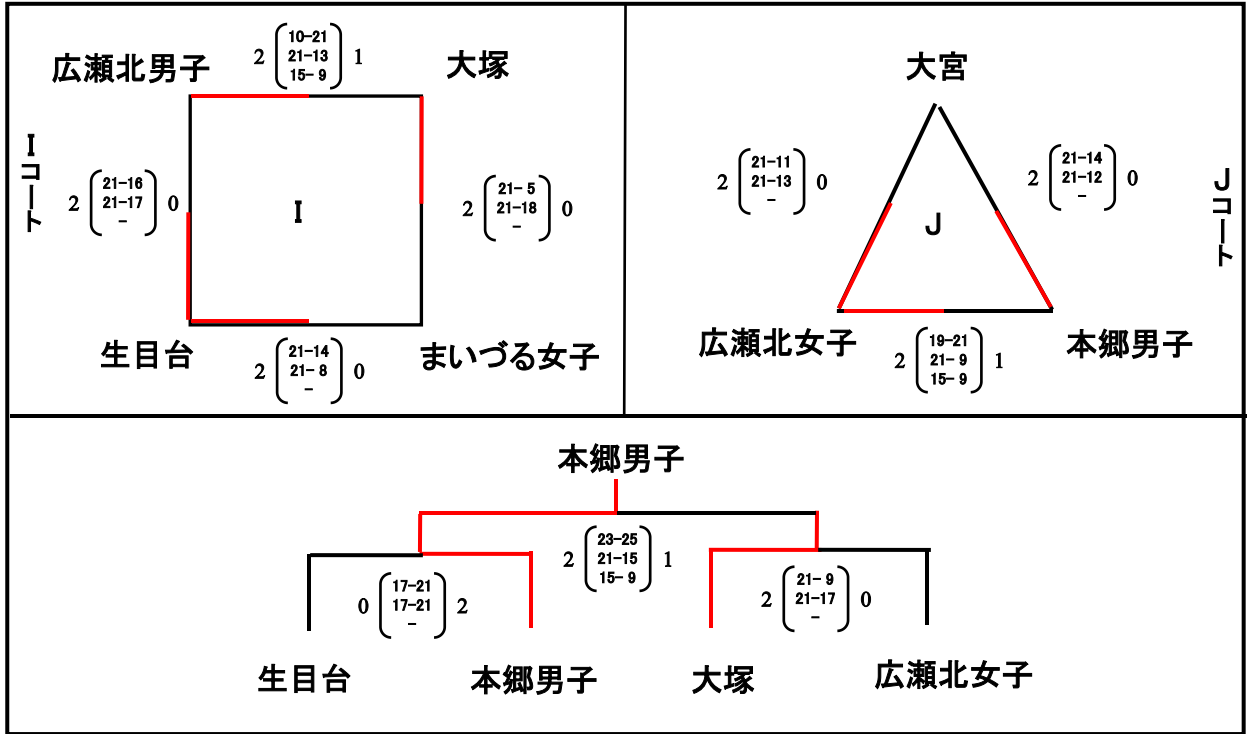 広瀬北男子
2 10-21 1
21-13
15- 9
大塚
Iコート
2 21-16 0
21-17
-
I
2 21- 5 0
21-18
-
生目台
2 21-14 0
21- 8
-
まいづる女子
大宮
2 21-11 0
21-13
-
2 21-14 0
21-12
-
J
Jコート
広瀬北女子
2 19-21 1
21- 9
15- 9
本郷男子
本郷男子
2 23-25 1
21-15
15- 9
0 17-21 2
17-21
-
2 21- 9 0
21-17
-
生目台
本郷男子
大塚
広瀬北女子